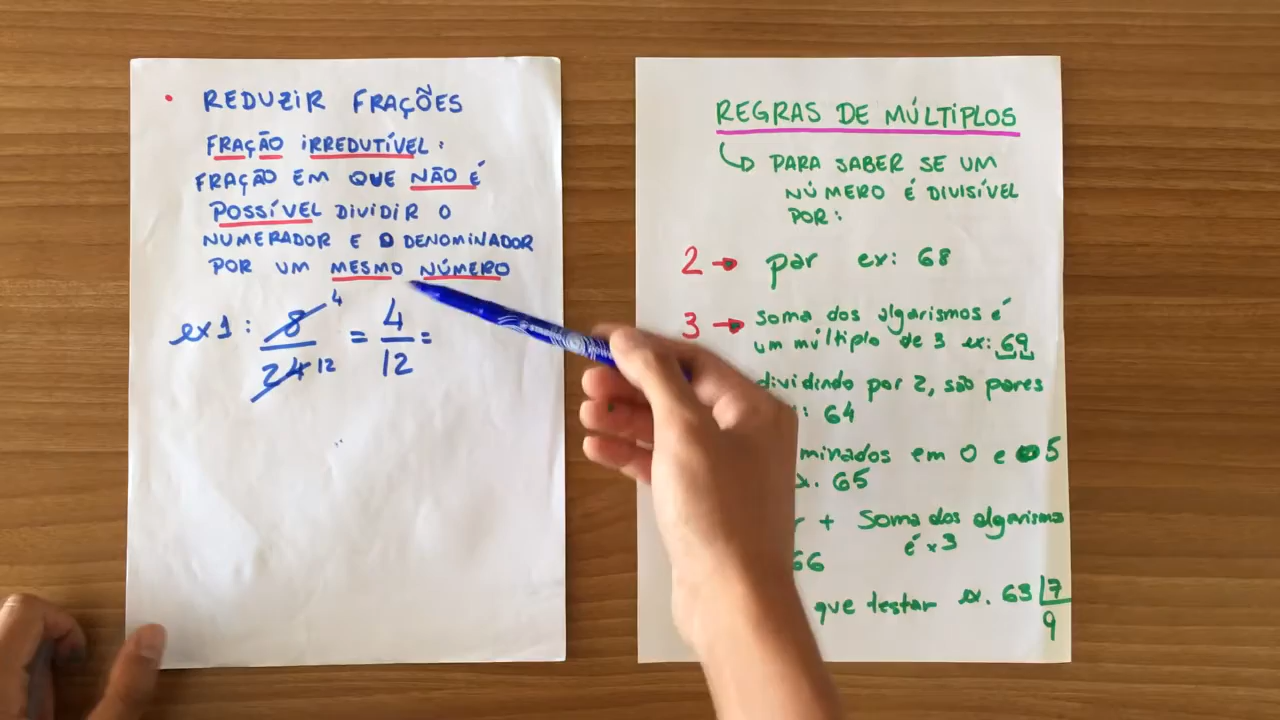 • REDUZIR FRAÇÕES
FRAÇÃO IRREDUTÍVEL:
FRAÇÃO EM QUE NÃO É
POSSÍVEL DIVIDIR O
NUMERADOR E O DENOMINADOR
POR UM MESMO NÚMERO
ex1: 8/24 4/12 = 4/12 =
REGRAS DE MÚLTIPLOS
↳ PARA SABER SE UM
NÚMERO É DIVISÍVEL
POR:
2 → par ex: 68
3 → soma dos algarismos é
um múltiplo de 3 ex: 69
dividindo por 2, são pares
: 64
minados em 0 e 5
x. 65
r + Soma dos algarismos
é x3
66
que testar ex. 63 |7
9